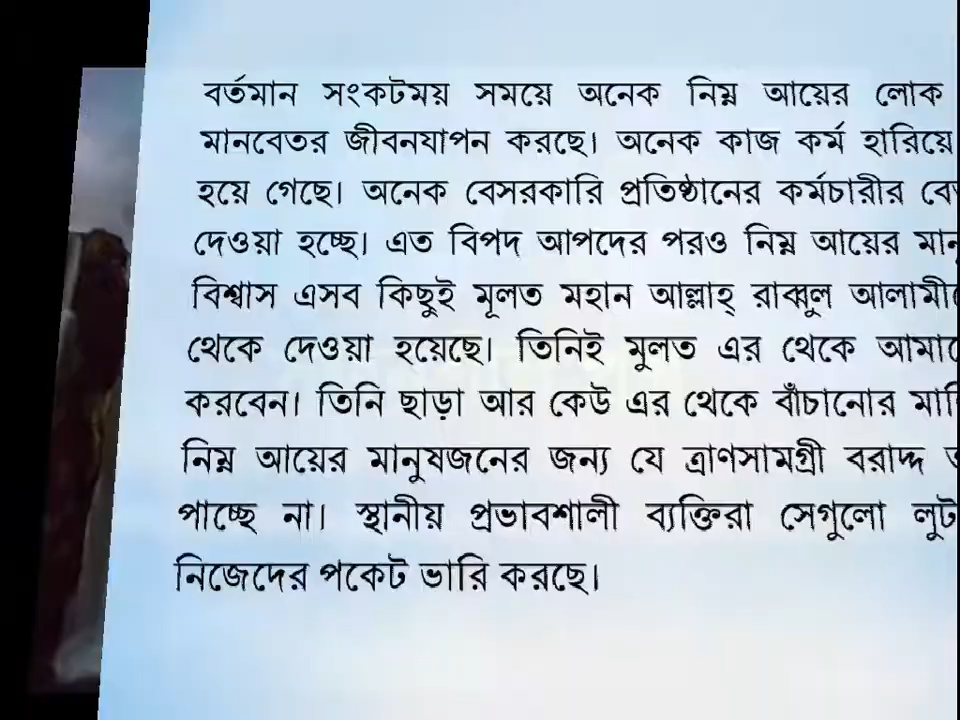 বর্তমান সংকটময় সময়ে অনেক নিম্ন আয়ের লোক
মানবেতর জীবনযাপন করছে। অনেক কাজ কর্ম হারিয়ে
হয়ে গেছে। অনেক বেসরকারি প্রতিষ্ঠানের কর্মচারীর
দেওয়া হচ্ছে। এত বিপদ আপদের পরও নিম্ন আয়ের
বিশ্বাস এসব কিছুই মূলত মহান আল্লাহ্ রাব্বুল
থেকে দেওয়া হয়েছে। তিনিই মুলত এর থেকে
করবেন। তিনি ছাড়া আর কেউ এর থেকে বাঁচানোর
নিম্ন আয়ের মানুষজনের জন্য যে ত্রাণসামগ্রী বরাদ্দ
পাচ্ছে না। স্থানীয় প্রভাবশালী ব্যক্তিরা সেগুলো
নিজেদের পকেট ভারি করছে।